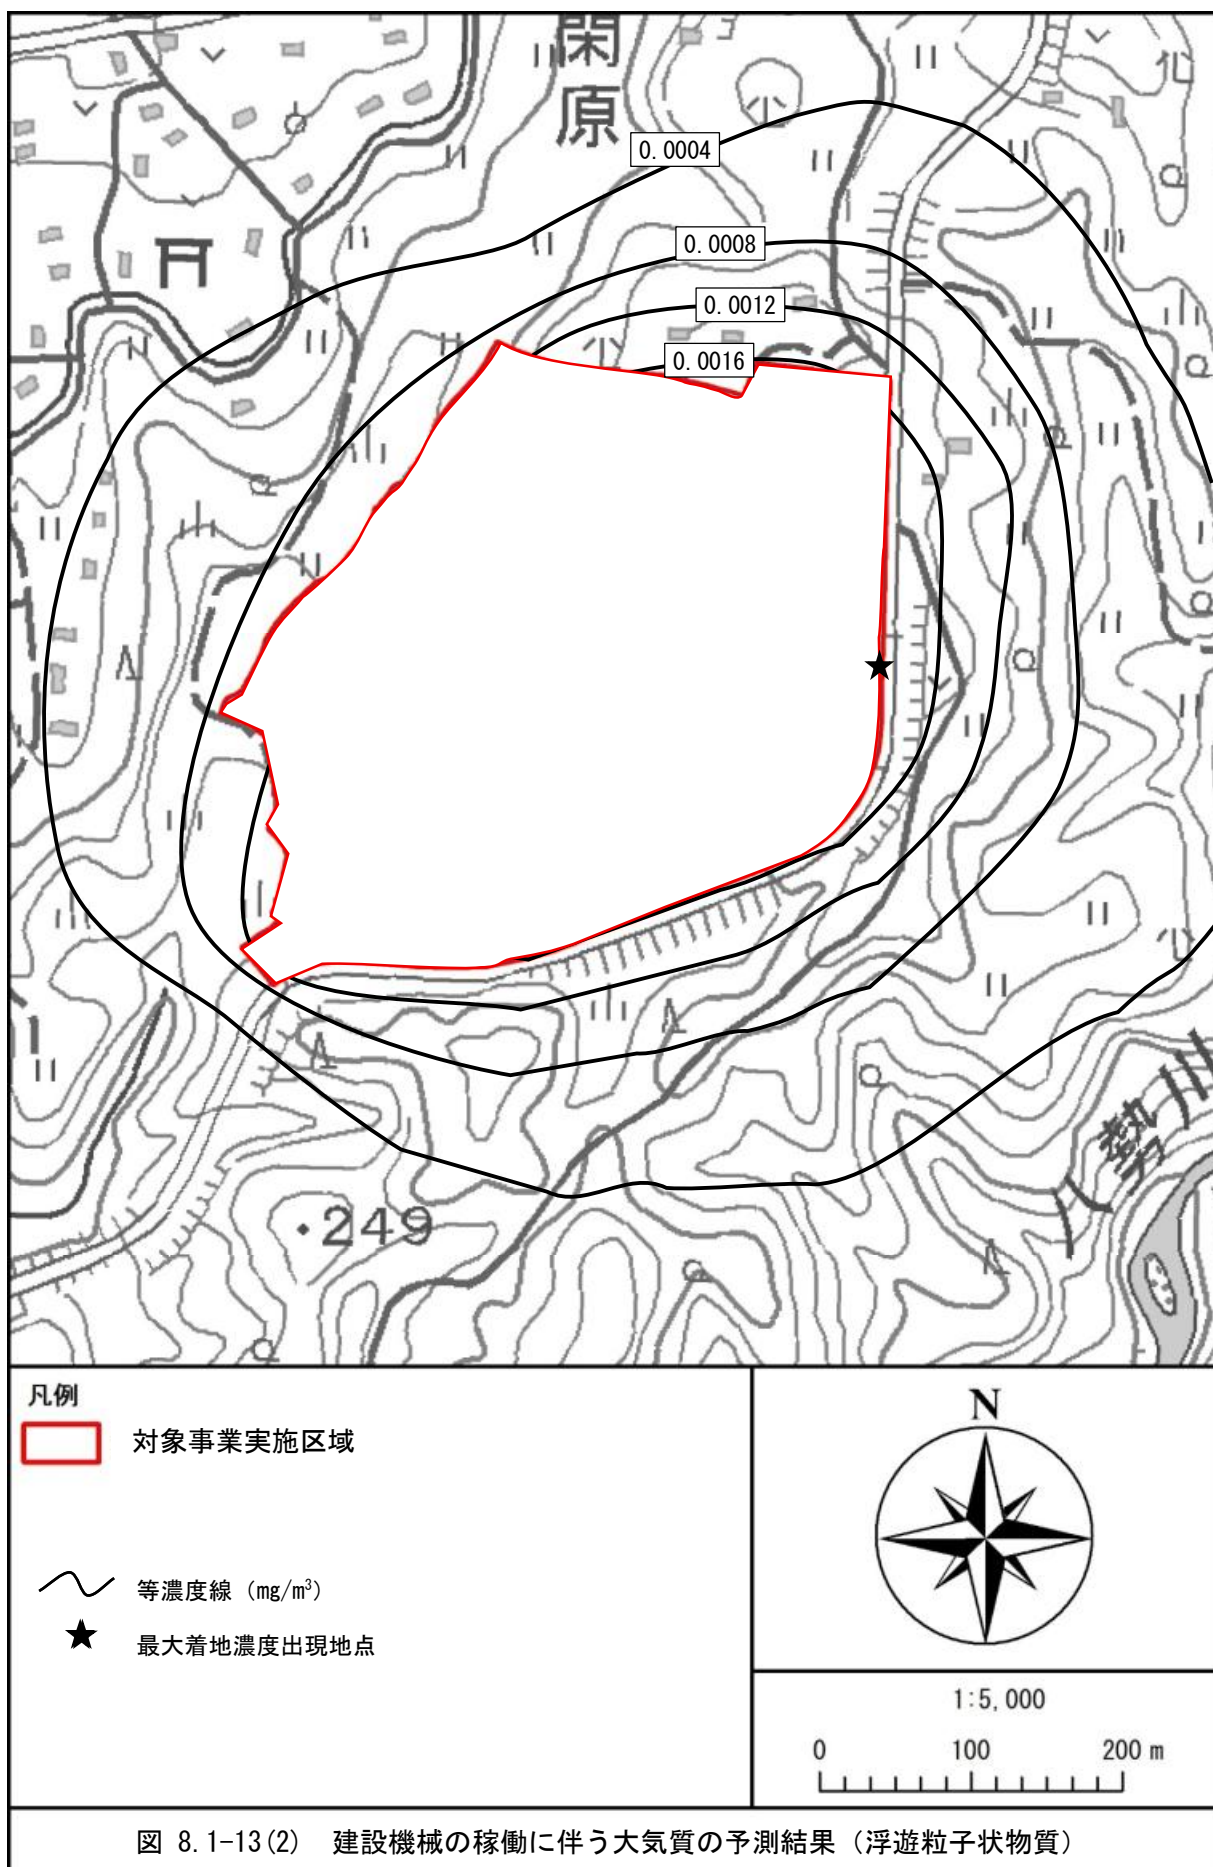 閑原
0.0004
0.0008
0.0012
0.0016
249
勢川
凡例
対象事業実施区域
等濃度線（mg/m³）
最大着地濃度出現地点
N
1:5,000
0 100 200 m
図 8.1-13(2) 建設機械の稼働に伴う大気質の予測結果（浮遊粒子状物質）